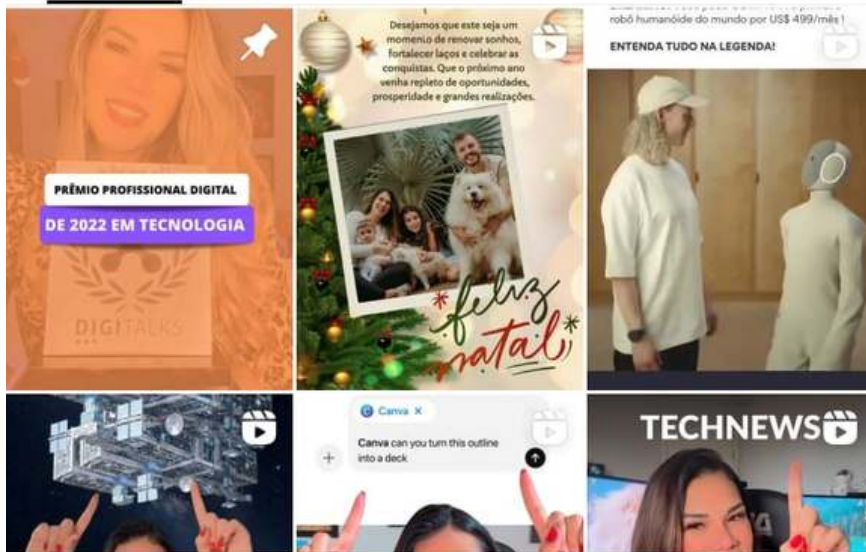 PRÊMIO PROFISSIONAL DIGITAL
DE 2022 EM TECNOLOGIA
DIGITALKS
Desejamos que este seja um
momento de renovar sonhos,
fortalecer laços e celebrar as
conquistas. Que o próximo ano
venha repleto de oportunidades,
prosperidade e grandes realizações.
feliz
natal
robô humanóide do mundo por US$ 499/mês !
ENTENDA TUDO NA LEGENDA!
Canva X
Canva can you turn this outline
into a deck
TECHNEWS